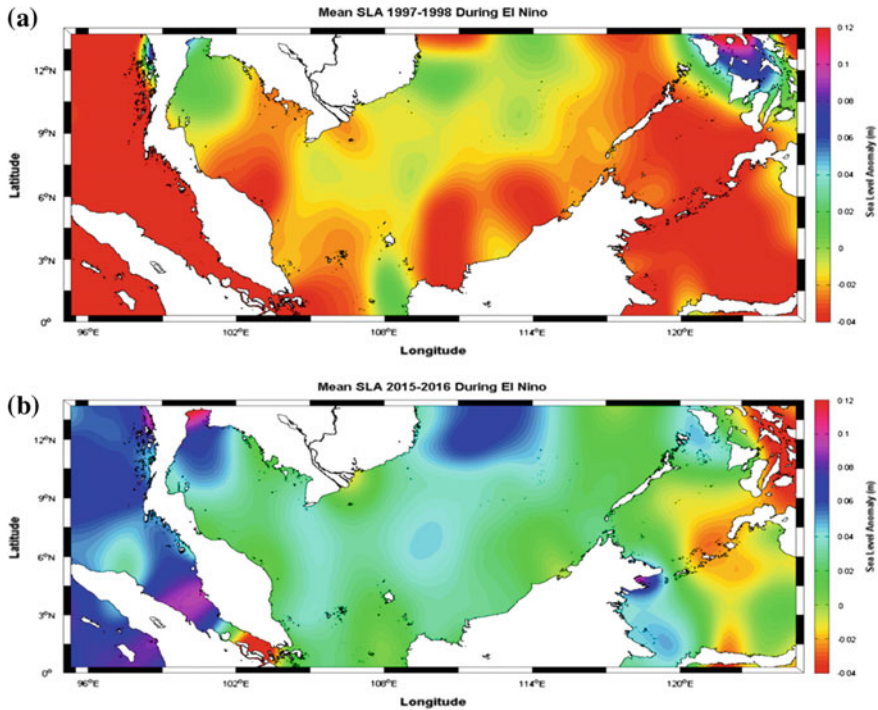 (a)
Mean SLA 1997-1998 During El Nino
12°N
9°N
6°N
3°N
0°
Latitude
96°E
102°E
108°E
114°E
120°E
Longitude
0.12
0.1
0.08
0.06
0.04
0.02
0
-0.02
-0.04
Sea Level Anomaly (m)
(b)
Mean SLA 2015-2016 During El Nino
12°N
9°N
6°N
3°N
0°
Latitude
96°E
102°E
108°E
114°E
120°E
Longitude
0.12
0.1
0.08
0.06
0.04
0.02
0
-0.02
-0.04
Sea Level Anomaly (m)